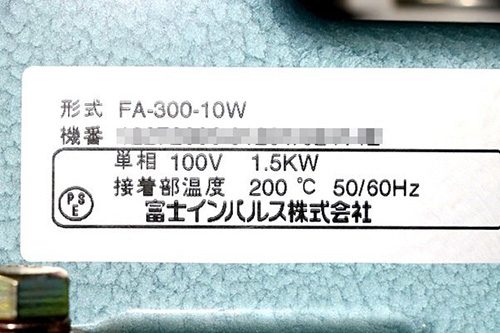 形式 FA-300-10W
機番
単相 100V 1.5KW
接着部温度 200 ℃ 50/60Hz
PSE
富士インパルス株式会社